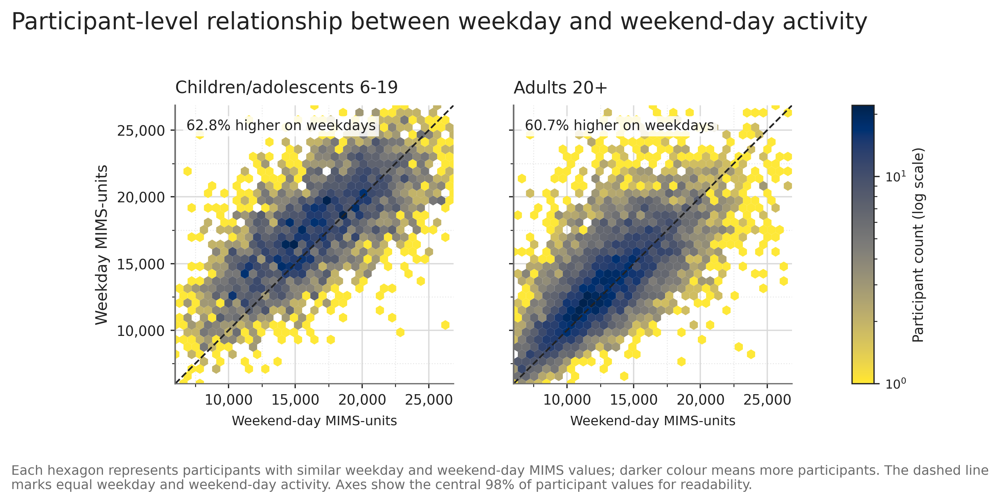 Participant-level relationship between weekday and weekend-day activity
Children/adolescents 6-19
Adults 20+
62.8% higher on weekdays
60.7% higher on weekdays
Weekday MIMS-units
25,000
20,000
15,000
10,000
10,000 15,000 20,000 25,000
10,000 15,000 20,000 25,000
Weekend-day MIMS-units
Weekend-day MIMS-units
10¹
10⁰
Participant count (log scale)
Each hexagon represents participants with similar weekday and weekend-day MIMS values; darker colour means more participants. The dashed line
marks equal weekday and weekend-day activity. Axes show the central 98% of participant values for readability.